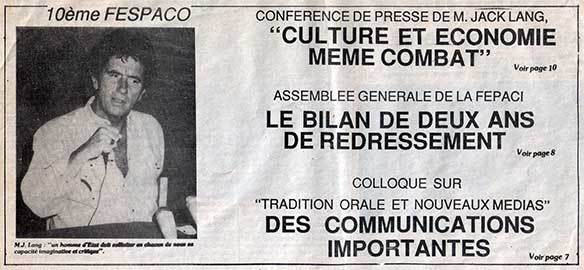 10ème FESPACO
M.J. Lang : "un homme d'Etat doit solliciter en chacun de nous sa
capacité imaginative et critique".
CONFERENCE DE PRESSE DE M. JACK LANG,
"CULTURE ET ECONOMIE
MEME COMBAT"
Voir page 10
ASSEMBLEE GENERALE DE LA FEPACI
LE BILAN DE DEUX ANS
DE REDRESSEMENT
Voir page 8
COLLOQUE SUR
"TRADITION ORALE ET NOUVEAUX MEDIAS"
DES COMMUNICATIONS
IMPORTANTES
Voir page 7